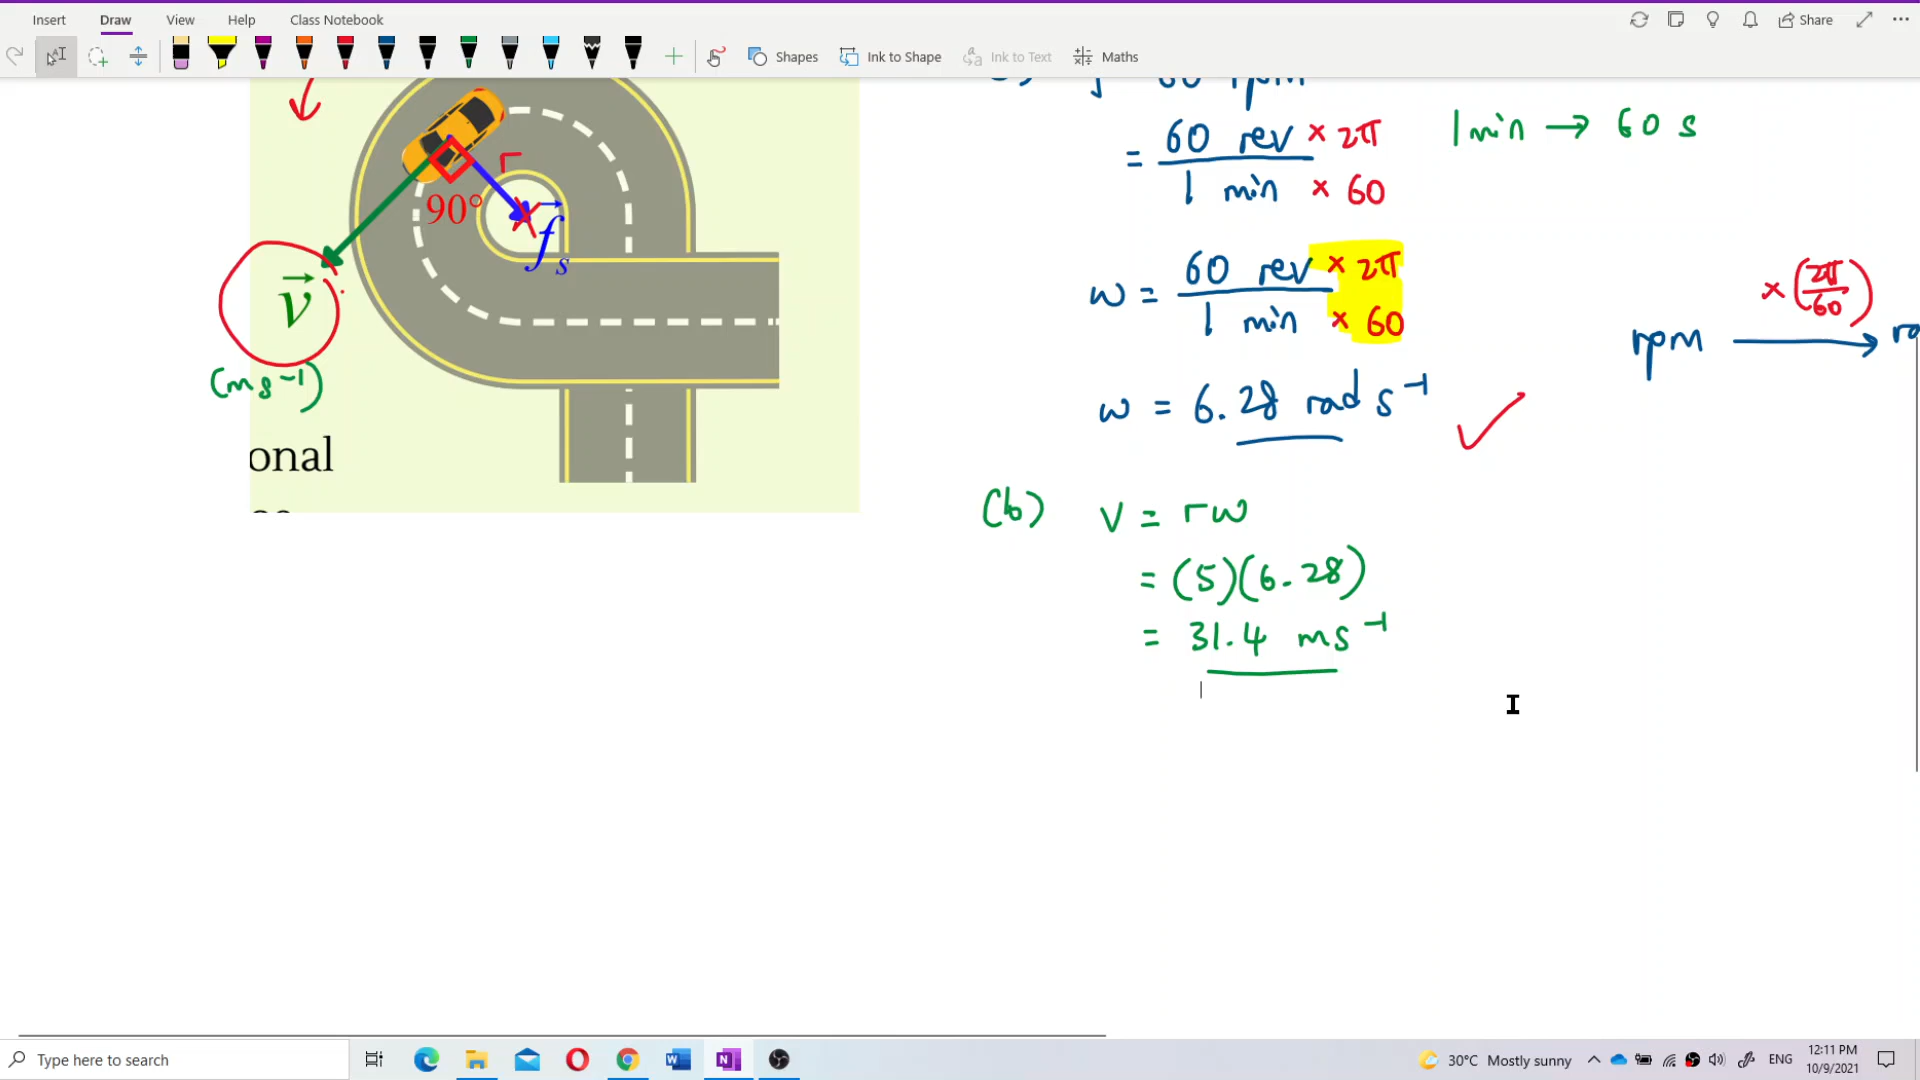 Insert Draw View Help Class Notebook Share
Shapes Ink to Shape Ink to Text Maths
60 rpm
= 60 rev × 2π
1 min × 60
1 min → 60 s
ω = 60 rev × 2π
1 min × 60
× (2π/60)
rpm →
ω = 6.28 rad s⁻¹ ✓
r
90°
f s
v
(ms⁻¹)
onal
(b) v = rω
= (5)(6.28)
= 31.4 ms⁻¹
Type here to search
30°C Mostly sunny
ENG
12:11 PM
10/9/2021